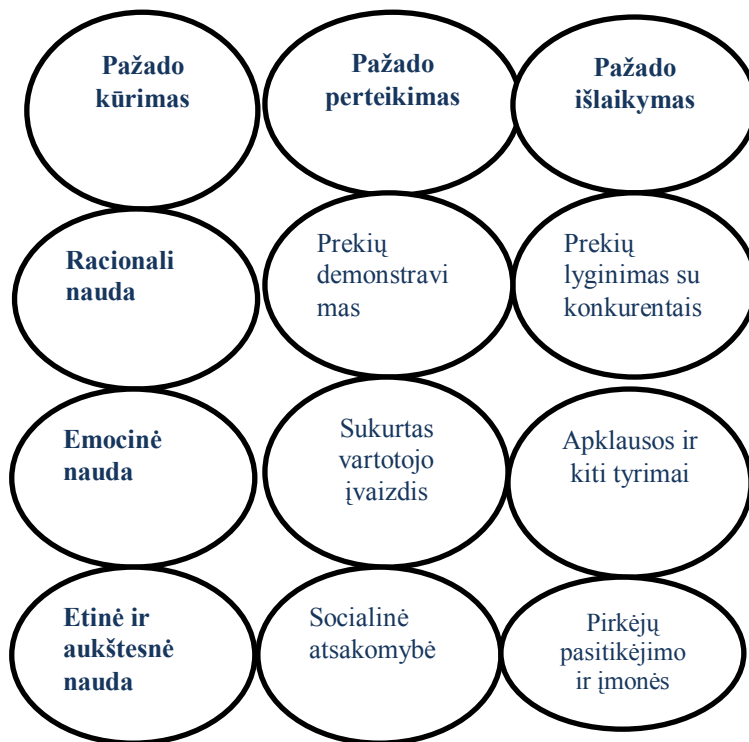 Pažado
kūrimas
Pažado
perteikimas
Pažado
išlaikymas
Racionali
nauda
Prekių
demonstravi
mas
Prekių
lyginimas su
konkurentais
Emocinė
nauda
Sukurtas
vartotojo
įvaizdis
Apklausos ir
kiti tyrimai
Etinė ir
aukštesnė
nauda
Socialinė
atsakomybė
Pirkėjų
pasitikėjimo
ir įmonės